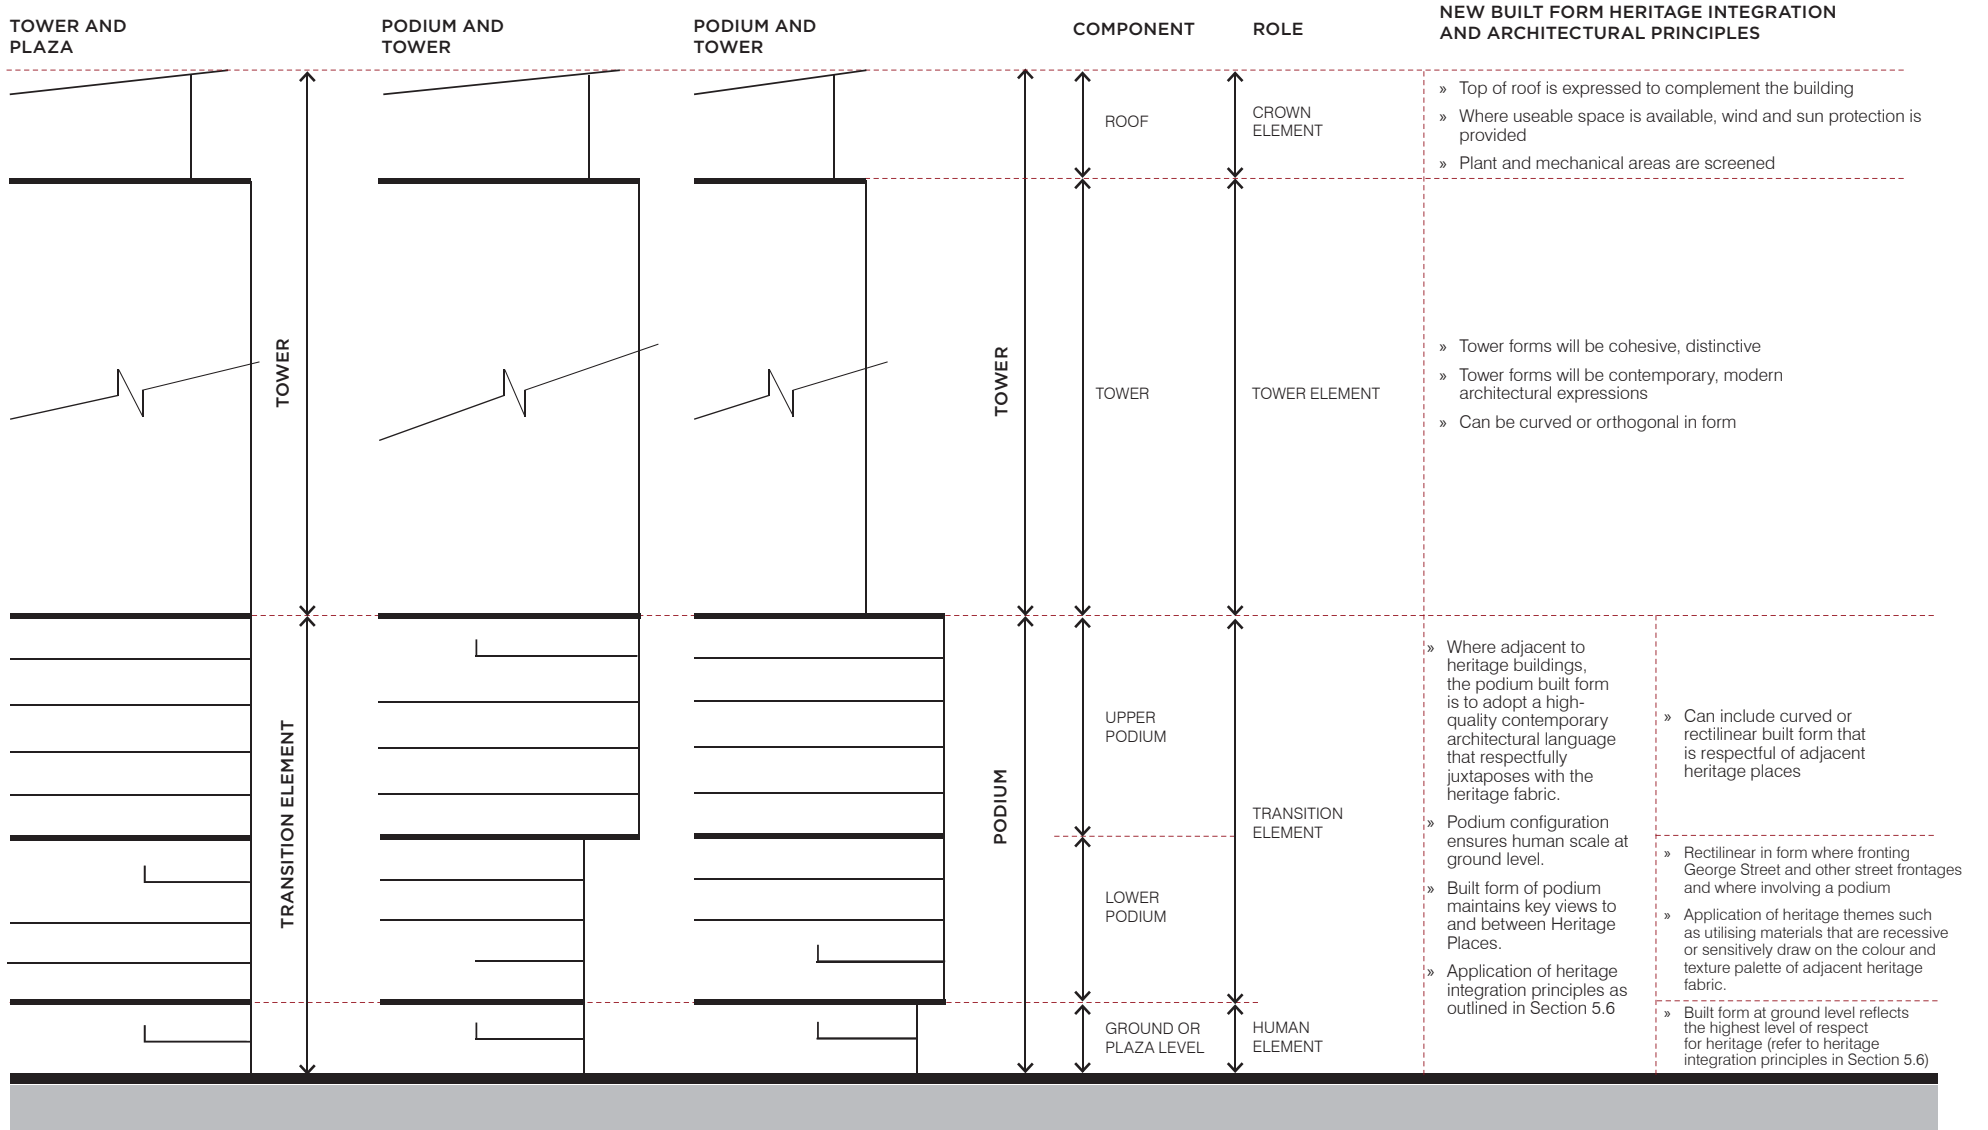 TOWER AND
PLAZA
PODIUM AND
TOWER
PODIUM AND
TOWER
COMPONENT
ROLE
NEW BUILT FORM HERITAGE INTEGRATION
AND ARCHITECTURAL PRINCIPLES
TOWER
TRANSITION ELEMENT
TOWER
PODIUM
ROOF
CROWN
ELEMENT
» Top of roof is expressed to complement the building
» Where useable space is available, wind and sun protection is
provided
» Plant and mechanical areas are screened
TOWER
TOWER ELEMENT
» Tower forms will be cohesive, distinctive
» Tower forms will be contemporary, modern
architectural expressions
» Can be curved or orthogonal in form
UPPER
PODIUM
LOWER
PODIUM
TRANSITION
ELEMENT
» Where adjacent to
heritage buildings,
the podium built form
is to adopt a high-
quality contemporary
architectural language
that respectfully
juxtaposes with the
heritage fabric.
» Podium configuration
ensures human scale at
ground level.
» Built form of podium
maintains key views to
and between Heritage
Places.
» Application of heritage
integration principles as
outlined in Section 5.6
» Can include curved or
rectilinear built form that
is respectful of adjacent
heritage places
» Rectilinear in form where fronting
George Street and other street frontages
and where involving a podium
» Application of heritage themes such
as utilising materials that are recessive
or sensitively draw on the colour and
texture palette of adjacent heritage
fabric.
GROUND OR
PLAZA LEVEL
HUMAN
ELEMENT
» Built form at ground level reflects
the highest level of respect
for heritage (refer to heritage
integration principles in Section 5.6)